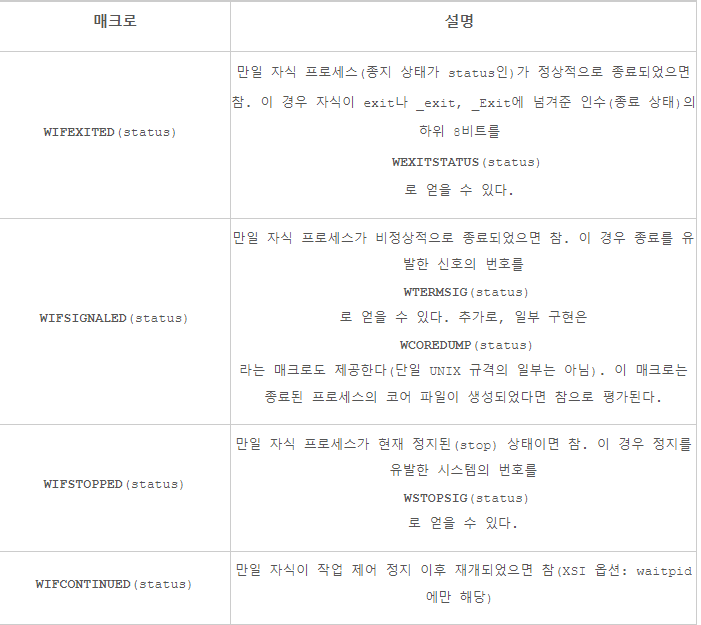 매크로
설명
WIFEXITED(status)
만일 자식 프로세스(종지 상태가 status인)가 정상적으로 종료되었으면
참. 이 경우 자식이 exit나 _exit, _Exit에 넘겨준 인수(종료 상태)의
하위 8비트를
WEXITSTATUS(status)
로 얻을 수 있다.
WIFSIGNALED(status)
만일 자식 프로세스가 비정상적으로 종료되었으면 참. 이 경우 종료를 유
발한 신호의 번호를
WTERMSIG(status)
로 얻을 수 있다. 추가로, 일부 구현은
WCOREDUMP(status)
라는 매크로도 제공한다(단일 UNIX 규격의 일부는 아님). 이 매크로는
종료된 프로세스의 코어 파일이 생성되었다면 참으로 평가된다.
WIFSTOPPED(status)
만일 자식 프로세스가 현재 정지된(stop) 상태이면 참. 이 경우 정지를
유발한 시스템의 번호를
WSTOPSIG(status)
로 얻을 수 있다.
WIFCONTINUED(status)
만일 자식이 작업 제어 정지 이후 재개되었으면 참(XSI 옵션: waitpid
에만 해당)